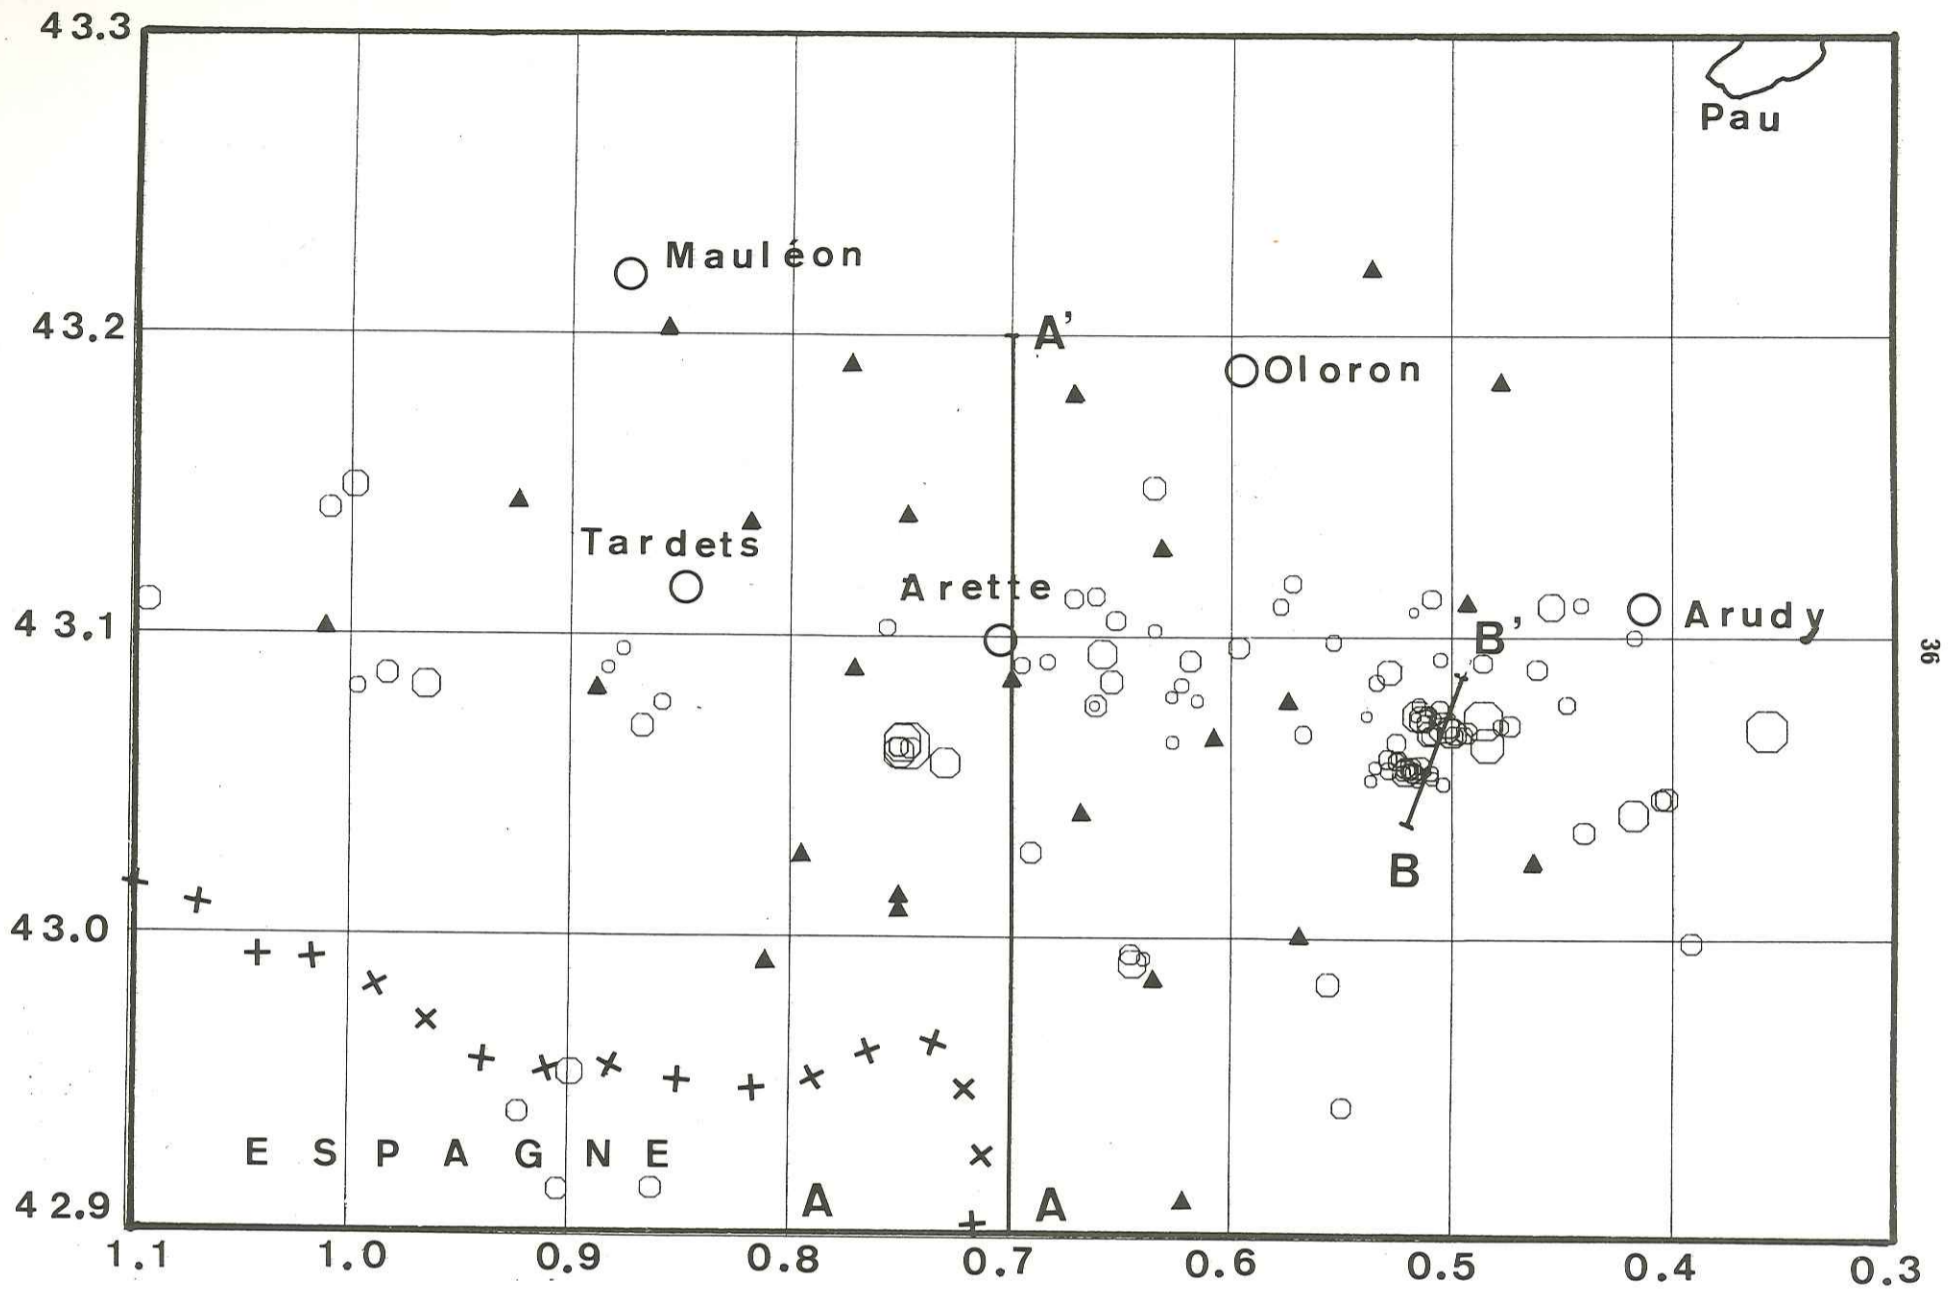 43.3
Pau
Mauléon
43.2
A'
Oloron
Tardets
Arette
43.1
Arudy
B'
36
B
43.0
ESPAGNE
A
A
42.9
1.1 1.0 0.9 0.8 0.7 0.6 0.5 0.4 0.3